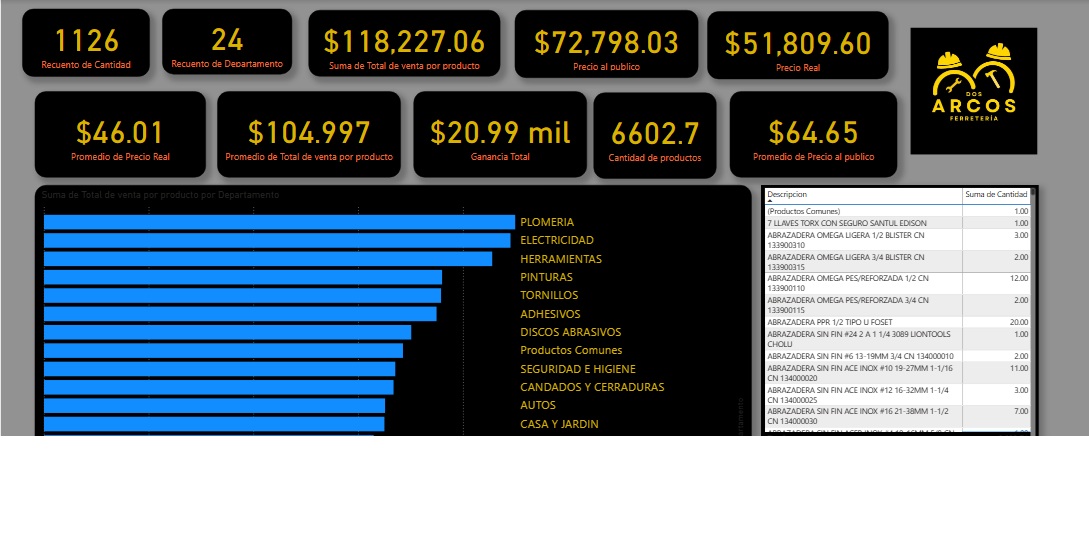 1126
Recuento de Cantidad
24
Recuento de Departamento
$118,227.06
Suma de Total de venta por producto
$72,798.03
Precio al publico
$51,809.60
Precio Real
DOS
ARCOS
FERRETERÍA
$46.01
Promedio de Precio Real
$104.997
Promedio de Total de venta por producto
$20.99 mil
Ganancia Total
6602.7
Cantidad de productos
$64.65
Promedio de Precio al publico
Suma de Total de venta por producto por Departamento
PLOMERIA
ELECTRICIDAD
HERRAMIENTAS
PINTURAS
TORNILLOS
ADHESIVOS
DISCOS ABRASIVOS
Productos Comunes
SEGURIDAD E HIGIENE
CANDADOS Y CERRADURAS
AUTOS
CASA Y JARDIN
Descripcion Suma de Cantidad
(Productos Comunes) 1.00
7 LLAVES TORX CON SEGURO SANTUL EDISON 1.00
ABRAZADERA OMEGA LIGERA 1/2 BLISTER CN 3.00
133900310
ABRAZADERA OMEGA LIGERA 3/4 BLISTER CN 2.00
133900315
ABRAZADERA OMEGA PES/REFORZADA 1/2 CN 12.00
133900110
ABRAZADERA OMEGA PES/REFORZADA 3/4 CN 2.00
133900115
ABRAZADERA PPR 1/2 TIPO U FOSET 20.00
ABRAZADERA SIN FIN #24 2 A 1 1/4 3089 LIONTOOLS 1.00
CHOLU
ABRAZADERA SIN FIN #6 13-19MM 3/4 CN 134000010 2.00
ABRAZADERA SIN FIN ACE INOX #10 19-27MM 1-1/16 11.00
CN 134000020
ABRAZADERA SIN FIN ACE INOX #12 16-32MM 1-1/4 3.00
CN 134000025
ABRAZADERA SIN FIN ACE INOX #16 21-38MM 1-1/2 7.00
CN 134000030